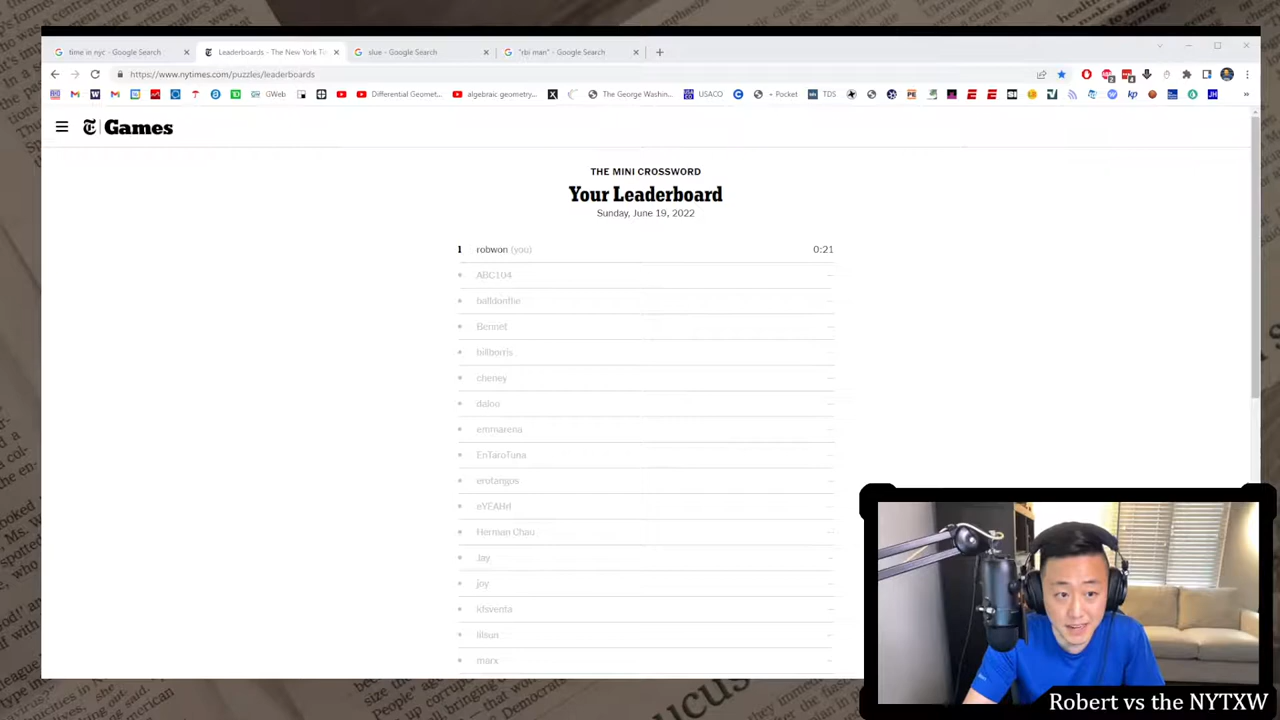 time in nyc - Google Search
Leaderboards - The New York Ti
slue - Google Search
"rbi man" - Google Search
https://www.nytimes.com/puzzles/leaderboards
GWeb
Differential Geomet...
algebraic geometry...
The George Washin...
USACO
+ Pocket
TDS
Games
THE MINI CROSSWORD
Your Leaderboard
Sunday, June 19, 2022
1 robwon (you) 0:21
ABC104
balldontlie
Bennet
billborris
cheney
daloo
emmarena
EnTaroTuna
erotangos
eYEAHrl
Herman Chau
Jay
joy
kfsventa
lilsun
marx
Robert vs the NYTXW